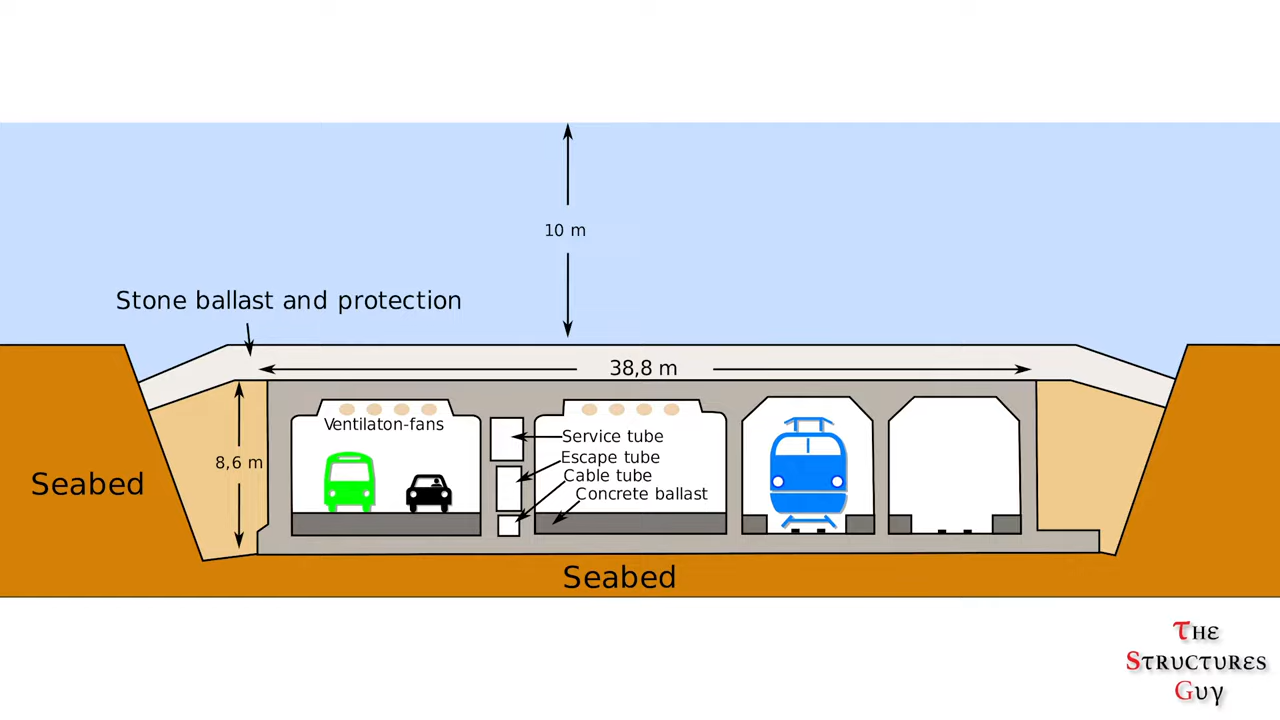 10 m
Stone ballast and protection
38,8 m
Ventilaton-fans
Service tube
Escape tube
8,6 m
Cable tube
Seabed
Concrete ballast
Seabed
The
Structures
Guy